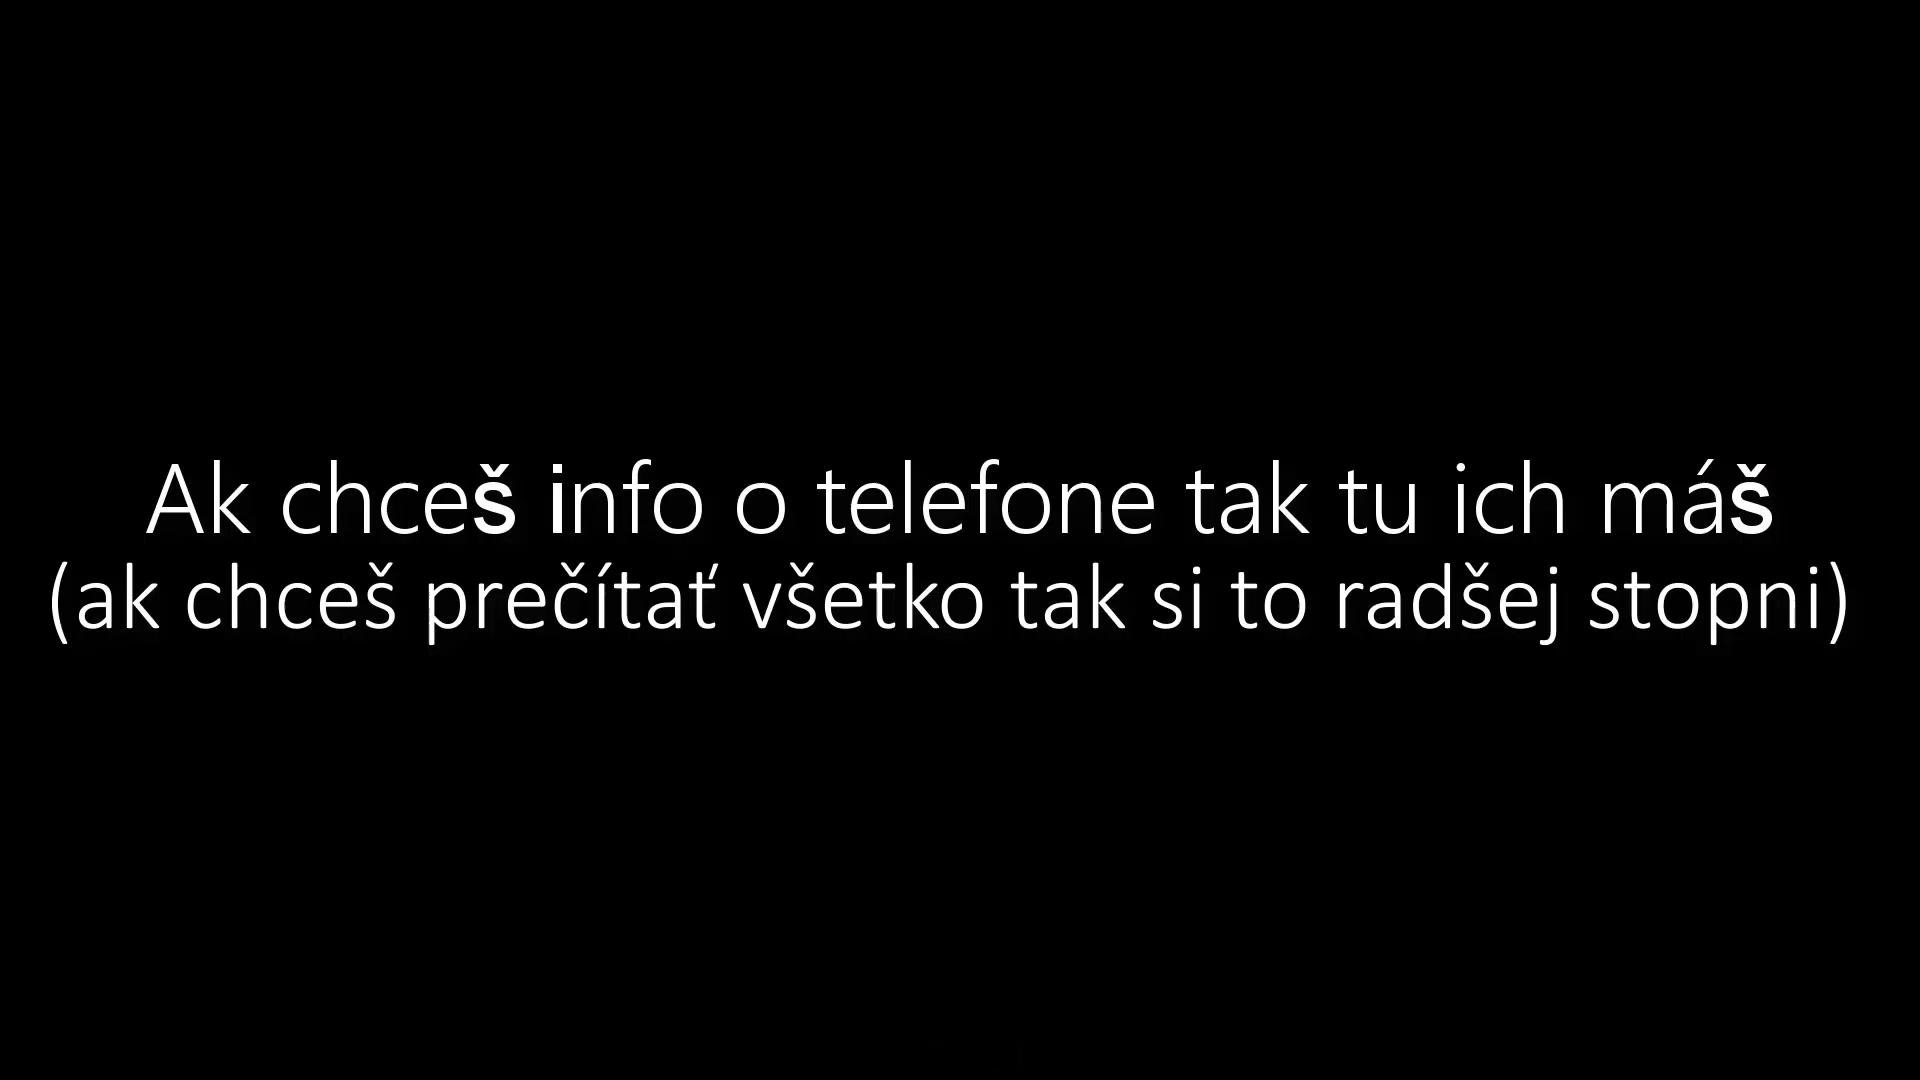 Ak chceš info o telefone tak tu ich máš
(ak chceš prečítať všetko tak si to radšej stopni)